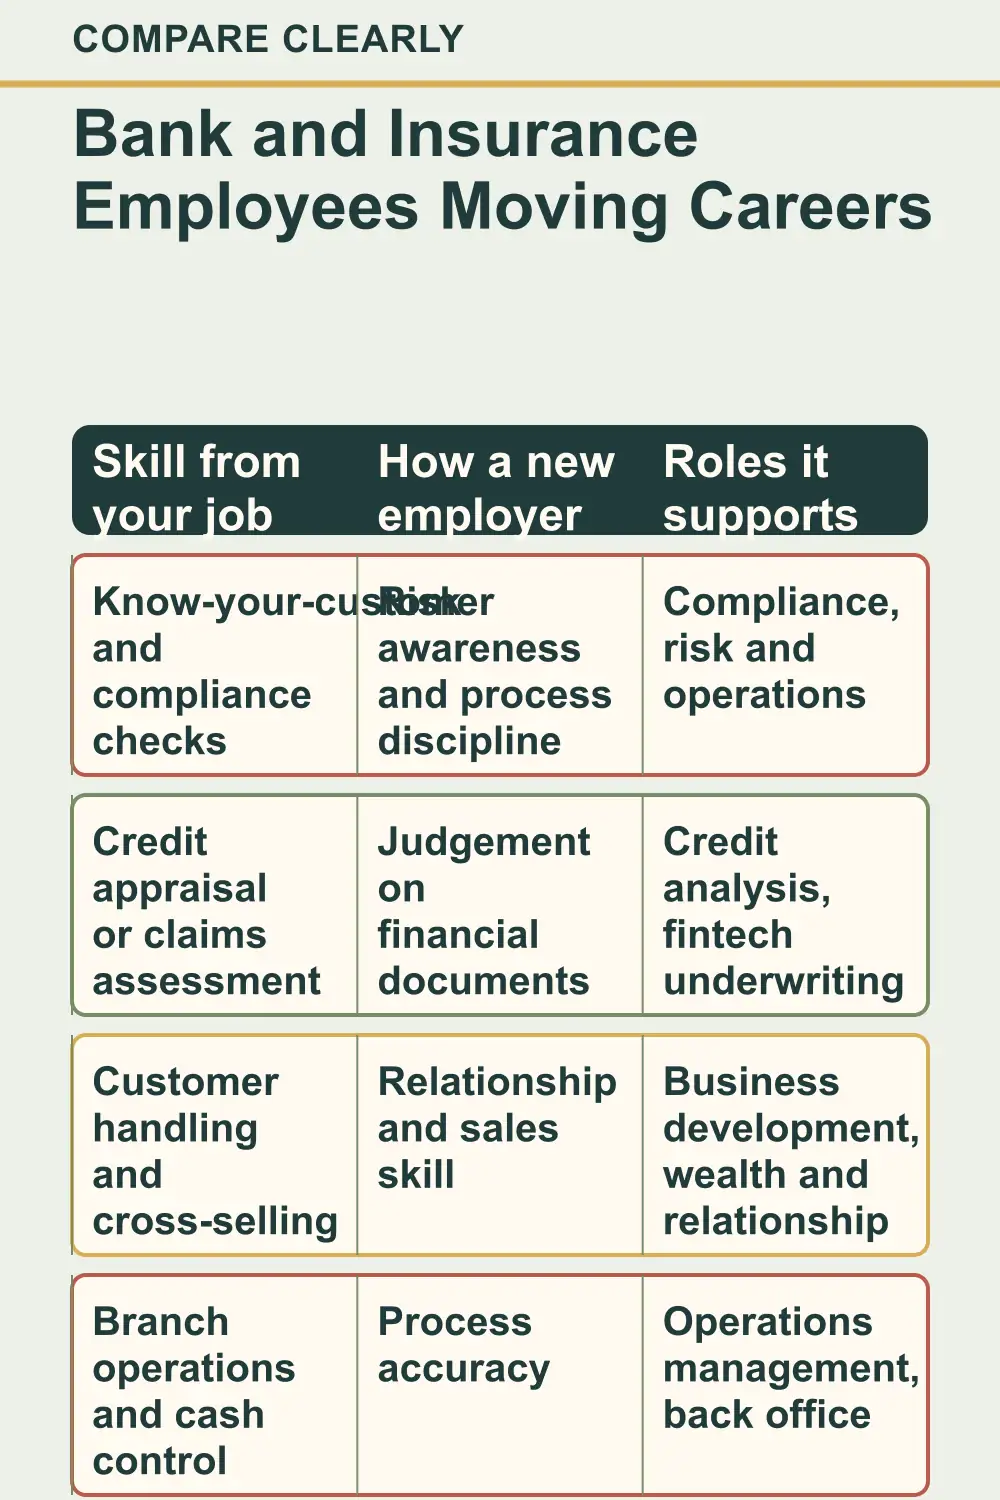 COMPARE CLEARLY
Bank and Insurance
Employees Moving Careers
Skill from
your job
How a new
employer
Roles it
supports
Know-your-customer
and
compliance
checks
Risk
awareness
and process
discipline
Compliance,
risk and
operations
Credit
appraisal
or claims
assessment
Judgement
on
financial
documents
Credit
analysis,
fintech
underwriting
Customer
handling
and
cross-selling
Relationship
and sales
skill
Business
development,
wealth and
relationship
Branch
operations
and cash
control
Process
accuracy
Operations
management,
back office